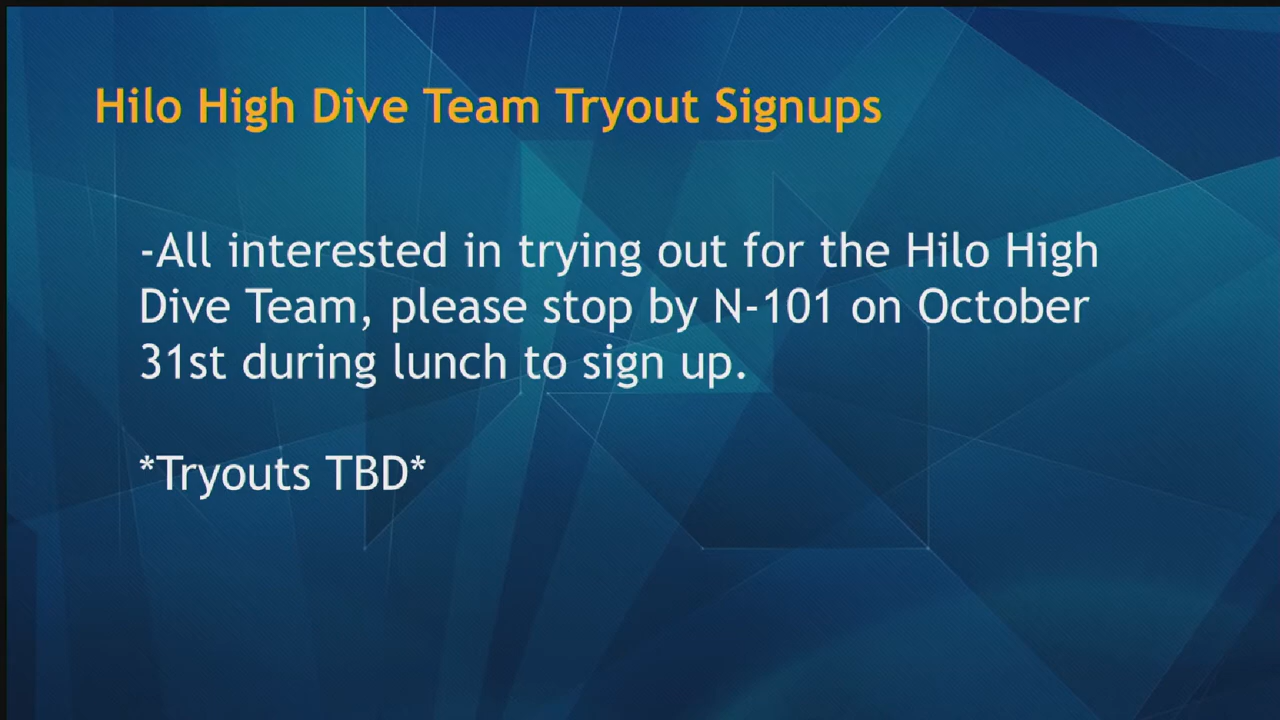 Hilo High Dive Team Tryout Signups
-All interested in trying out for the Hilo High
Dive Team, please stop by N-101 on October
31st during lunch to sign up.
*Tryouts TBD*